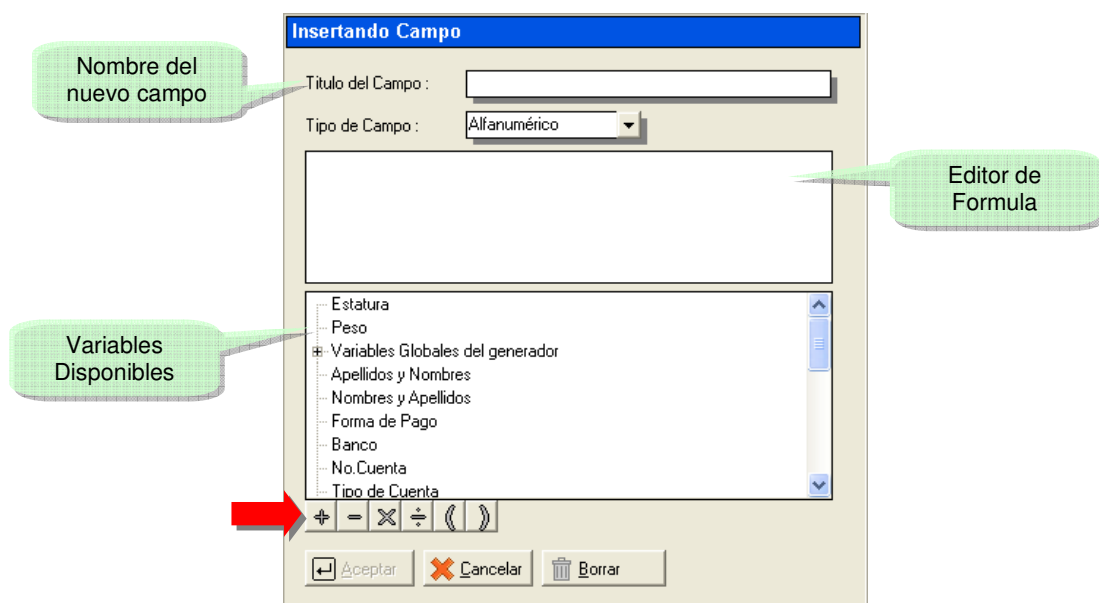 Insertando Campo
Nombre del
nuevo campo
Titulo del Campo :
Tipo de Campo :
Alfanumérico
Editor de
Formula
Estatura
Peso
Variables Globales del generador
Apellidos y Nombres
Nombres y Apellidos
Forma de Pago
Banco
No.Cuenta
Tipo de Cuenta
Variables
Disponibles
+ - × ÷ ( )
Aceptar
Cancelar
Borrar